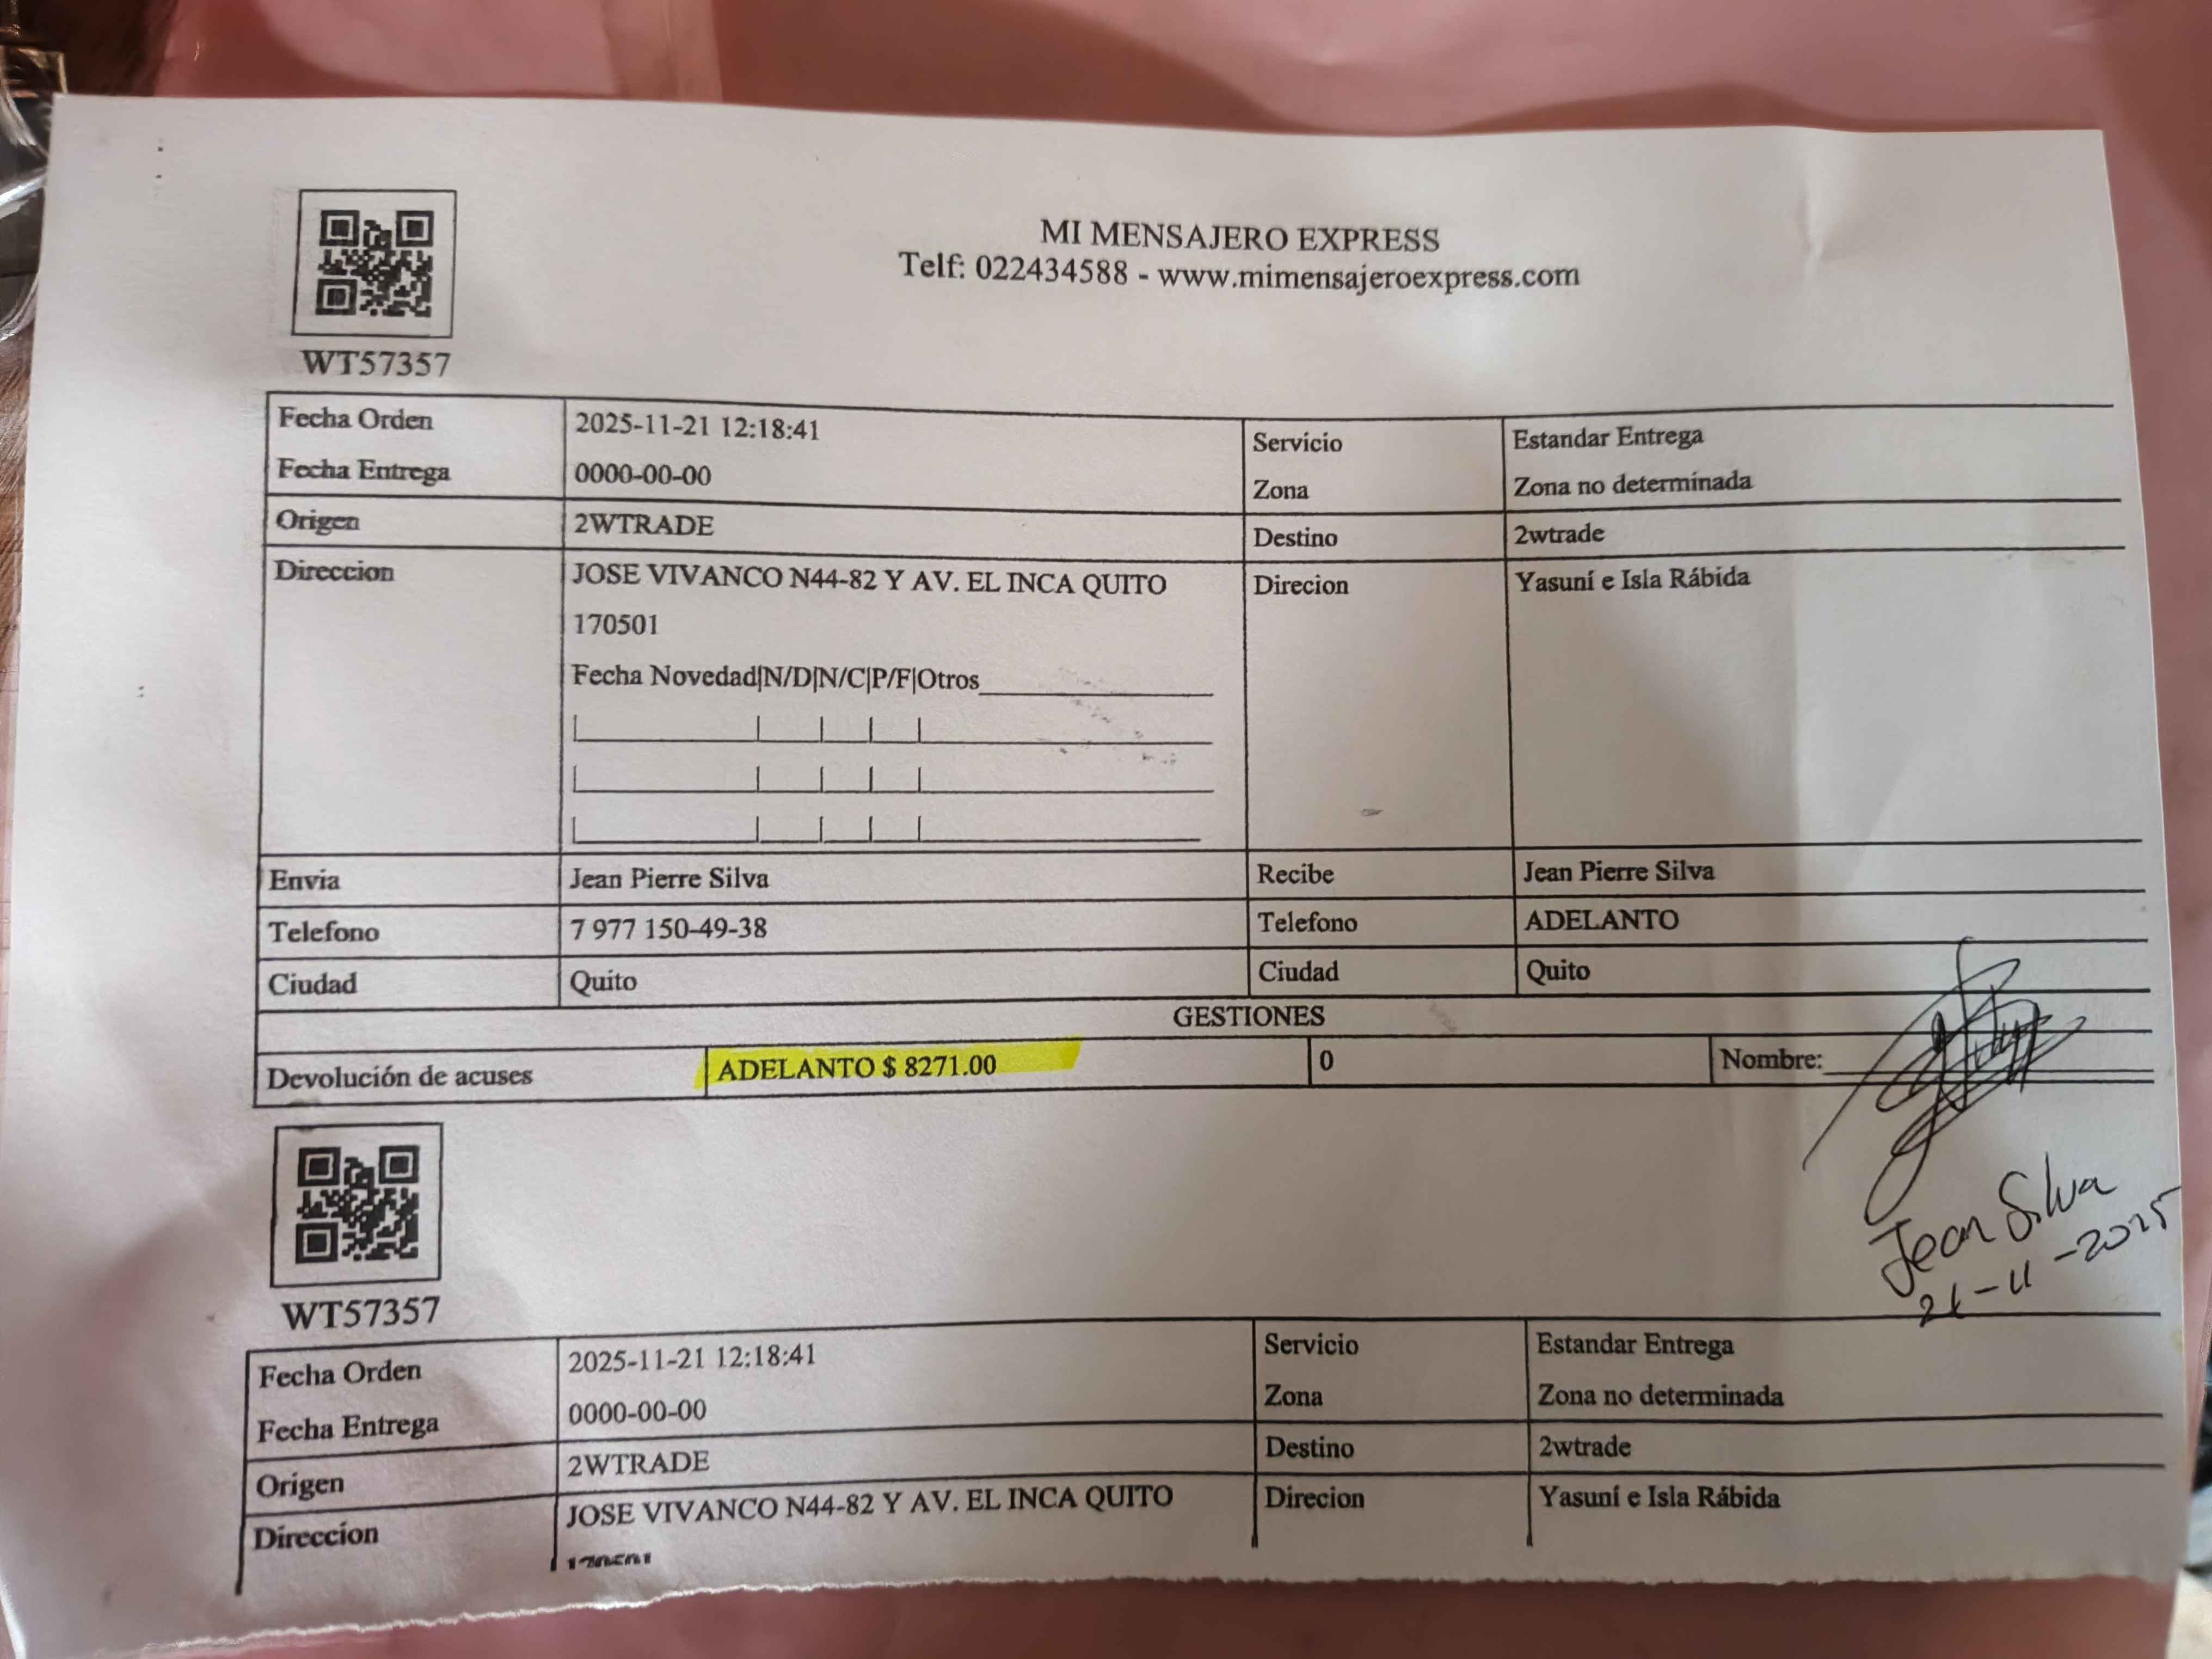 MI MENSAJERO EXPRESS
Telf: 022434588 - www.mimensajeroexpress.com
WT57357
Fecha Orden 2025-11-21 12:18:41 Servicio Estandar Entrega
Fecha Entrega 0000-00-00 Zona Zona no determinada
Origen 2WTRADE Destino 2wtrade
Direccion JOSE VIVANCO N44-82 Y AV. EL INCA QUITO Direcion Yasuní e Isla Rábida
170501
Fecha Novedad|N/D|N/C|P/F|Otros
Envia Jean Pierre Silva Recibe Jean Pierre Silva
Telefono 7 977 150-49-38 Telefono ADELANTO
Ciudad Quito Ciudad Quito
GESTIONES
Devolución de acuses ADELANTO $ 8271.00 0 Nombre:
Jean Silva
21-11-2025
WT57357
Fecha Orden 2025-11-21 12:18:41 Servicio Estandar Entrega
Fecha Entrega 0000-00-00 Zona Zona no determinada
Origen 2WTRADE Destino 2wtrade
Direccion JOSE VIVANCO N44-82 Y AV. EL INCA QUITO Direcion Yasuní e Isla Rábida